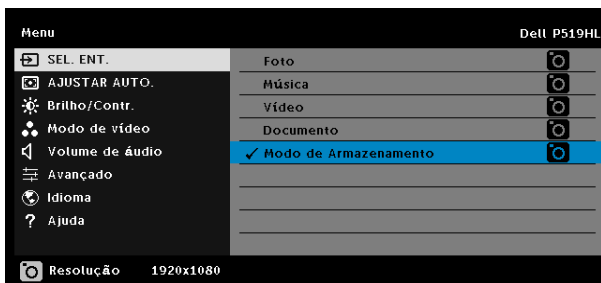 Menu Dell P519HL
SEL. ENT.
AJUSTAR AUTO.
Brilho/Contr.
Modo de vídeo
Volume de áudio
Avançado
Idioma
? Ajuda
Foto
Música
Vídeo
Documento
✓ Modo de Armazenamento
Resolução 1920x1080